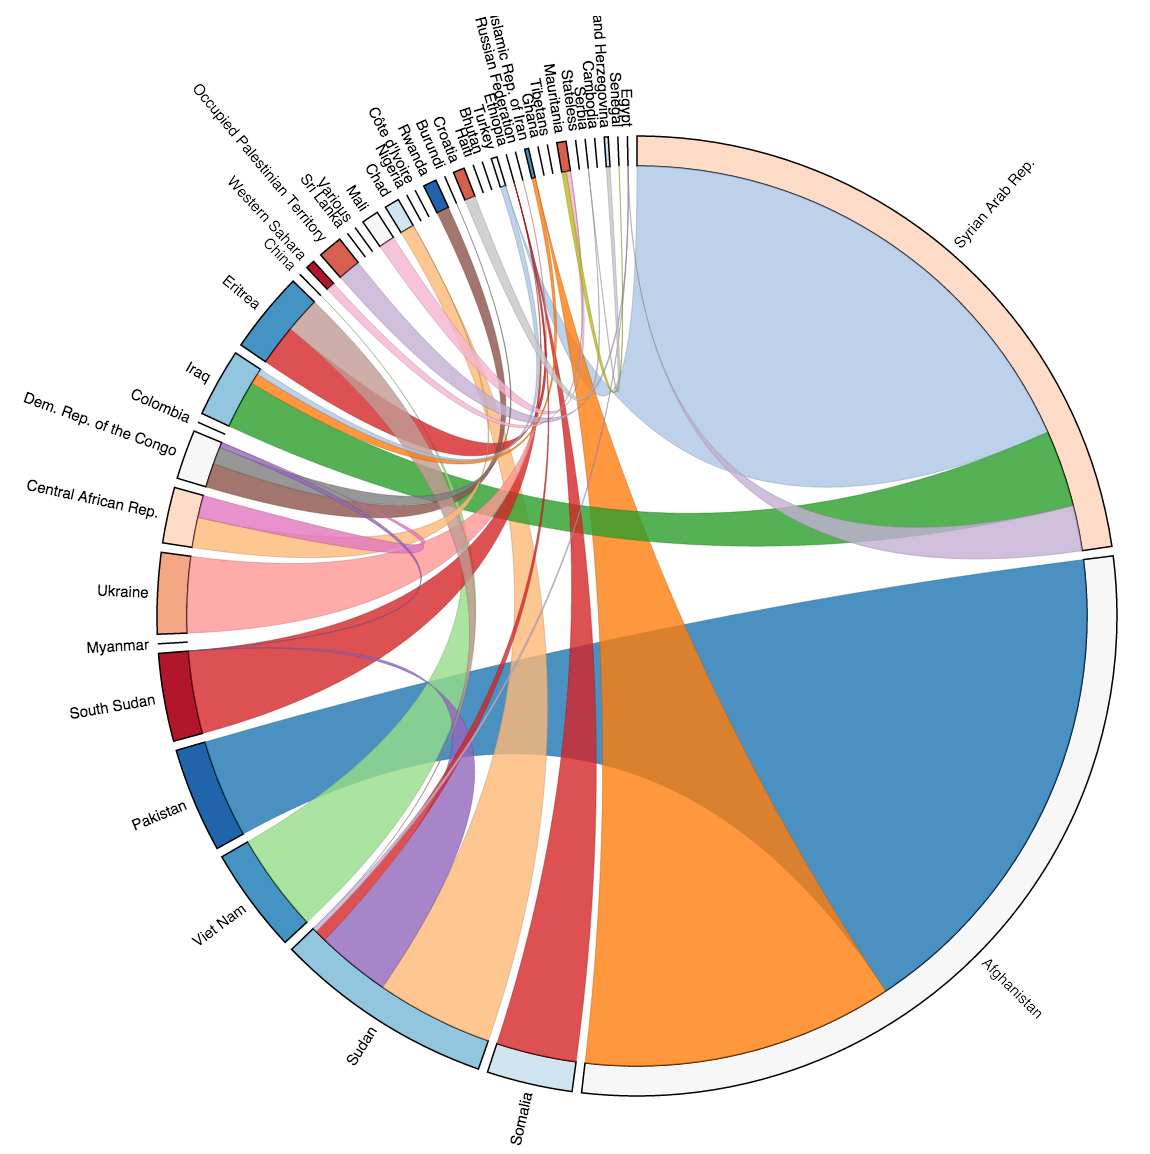 Syrian Arab Rep.
Afghanistan
Somalia
Sudan
Viet Nam
Pakistan
South Sudan
Myanmar
Ukraine
Central African Rep.
Dem. Rep. of the Congo
Colombia
Iraq
Eritrea
China
Western Sahara
Occupied Palestinian Territory
Sri Lanka
Various
Mali
Chad
Nigeria
Côte d'Ivoire
Rwanda
Burundi
Croatia
Haiti
Bhutan
Turkey
Ethiopia
Russian Federation
Islamic Rep. of Iran
Ghana
Tibetans
Mauritania
Stateless
Serbia
Cambodia
and Herzegovina
Senegal
Egypt